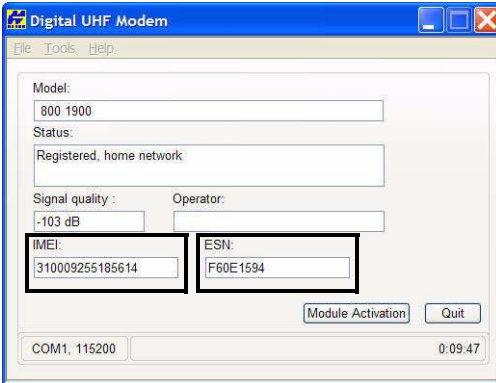 Digital UHF Modem
File Tools Help
Model:
800 1900
Status:
Registered, home network
Signal quality : Operator:
-103 dB
IMEI: ESN:
310009255185614 F60E1594
Module Activation Quit
COM1, 115200 0:09:47